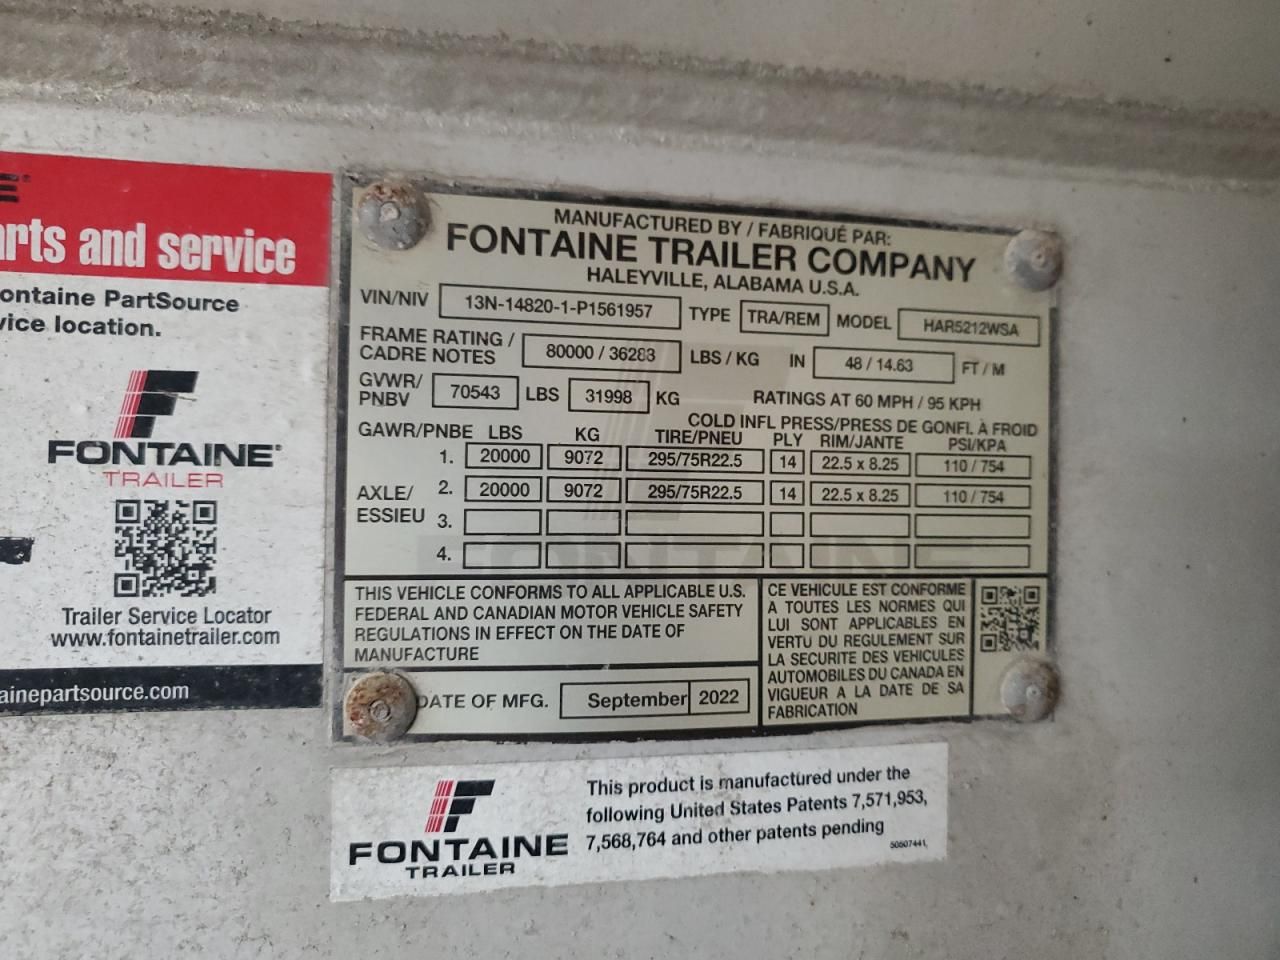 E®
arts and service
ontaine PartSource
vice location.
FONTAINE®
TRAILER
Trailer Service Locator
www.fontainetrailer.com
ainepartsource.com
MANUFACTURED BY / FABRIQUÉ PAR:
FONTAINE TRAILER COMPANY
HALEYVILLE, ALABAMA U.S.A.
VIN/NIV 13N-14820-1-P1561957 TYPE TRA/REM MODEL HAR5212WSA
FRAME RATING / CADRE NOTES 80000 / 36283 LBS / KG IN 48 / 14.63 FT / M
GVWR/ PNBV 70543 LBS 31998 KG RATINGS AT 60 MPH / 95 KPH
COLD INFL PRESS/PRESS DE GONFL À FROID
GAWR/PNBE LBS KG TIRE/PNEU PLY RIM/JANTE PSI/KPA
1. 20000 9072 295/75R22.5 14 22.5 x 8.25 110 / 754
AXLE/ ESSIEU 2. 20000 9072 295/75R22.5 14 22.5 x 8.25 110 / 754
3.
4.
THIS VEHICLE CONFORMS TO ALL APPLICABLE U.S.
FEDERAL AND CANADIAN MOTOR VEHICLE SAFETY
REGULATIONS IN EFFECT ON THE DATE OF
MANUFACTURE
CE VEHICULE EST CONFORME
A TOUTES LES NORMES QUI
LUI SONT APPLICABLES EN
VERTU DU REGULEMENT SUR
LA SECURITE DES VEHICULES
AUTOMOBILES DU CANADA EN
VIGUEUR A LA DATE DE SA
FABRICATION
DATE OF MFG. September 2022
FONTAINE
TRAILER
This product is manufactured under the
following United States Patents 7,571,953,
7,568,764 and other patents pending
50507441